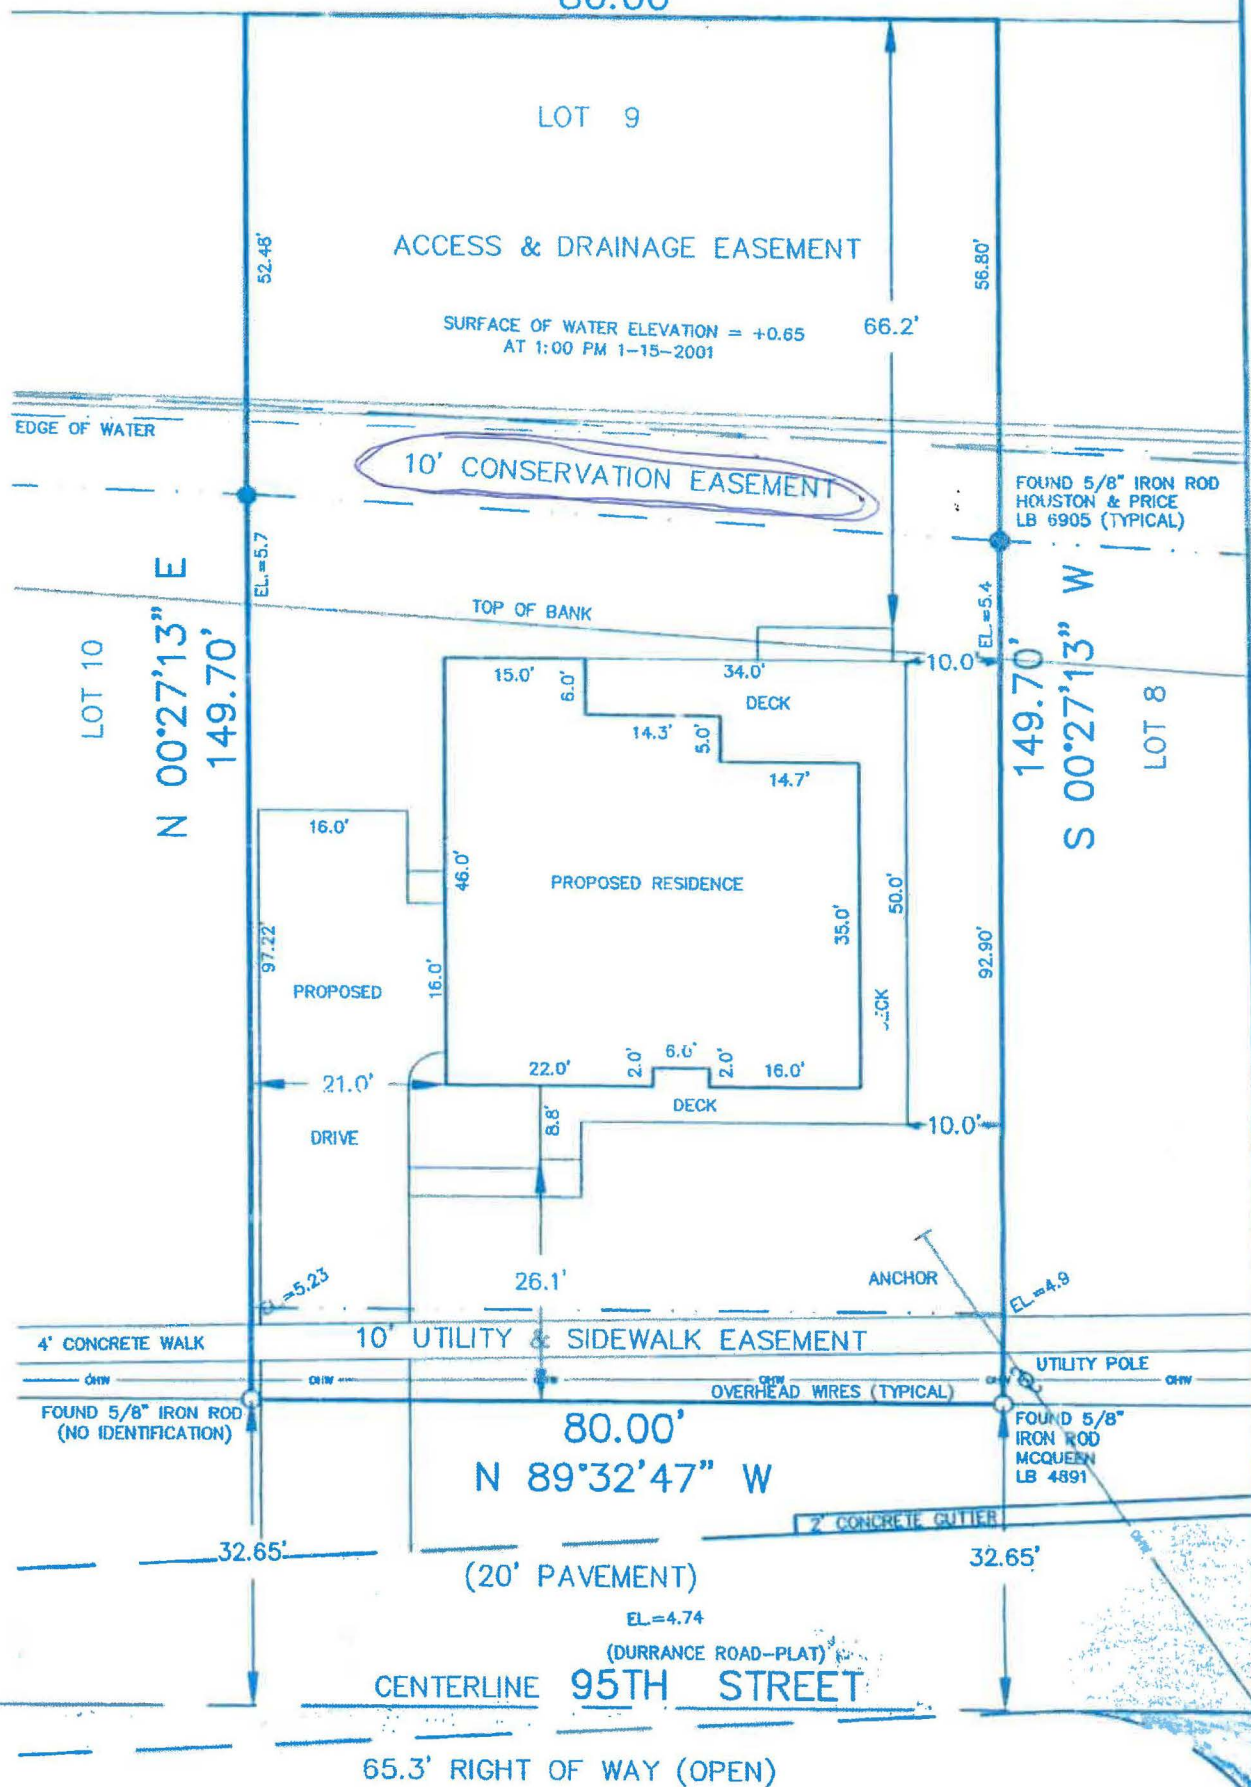 80.00'
LOT 9
52.48'
ACCESS & DRAINAGE EASEMENT
56.80'
SURFACE OF WATER ELEVATION = +0.65
AT 1:00 PM 1-15-2001
66.2'
EDGE OF WATER
10' CONSERVATION EASEMENT
FOUND 5/8" IRON ROD
HOUSTON & PRICE
LB 6905 (TYPICAL)
EL.=5.7
EL.=5.4
TOP OF BANK
LOT 10
N 00°27'13" E
149.70'
15.0'
6.0'
34.0'
10.0'
DECK
14.3'
5.0'
14.7'
149.70'
S 00°27'13" W
LOT 8
16.0'
46.0'
PROPOSED RESIDENCE
35.0'
50.0'
97.22'
92.90'
PROPOSED
16.0'
DECK
22.0'
2.0'
6.0'
2.0'
16.0'
21.0'
DECK
8.8'
10.0'
DRIVE
26.1'
ANCHOR
EL.=5.23
EL.=4.9
4' CONCRETE WALK
10' UTILITY & SIDEWALK EASEMENT
UTILITY POLE
OHW OHW OHW OHW OHW OHW
OVERHEAD WIRES (TYPICAL)
FOUND 5/8" IRON ROD
(NO IDENTIFICATION)
80.00'
N 89°32'47" W
FOUND 5/8"
IRON ROD
MCQUEEN
LB 4891
2' CONCRETE GUTTER
OHW
32.65'
32.65'
(20' PAVEMENT)
EL.=4.74
(DURRANCE ROAD-PLAT)
CENTERLINE 95TH STREET
65.3' RIGHT OF WAY (OPEN)